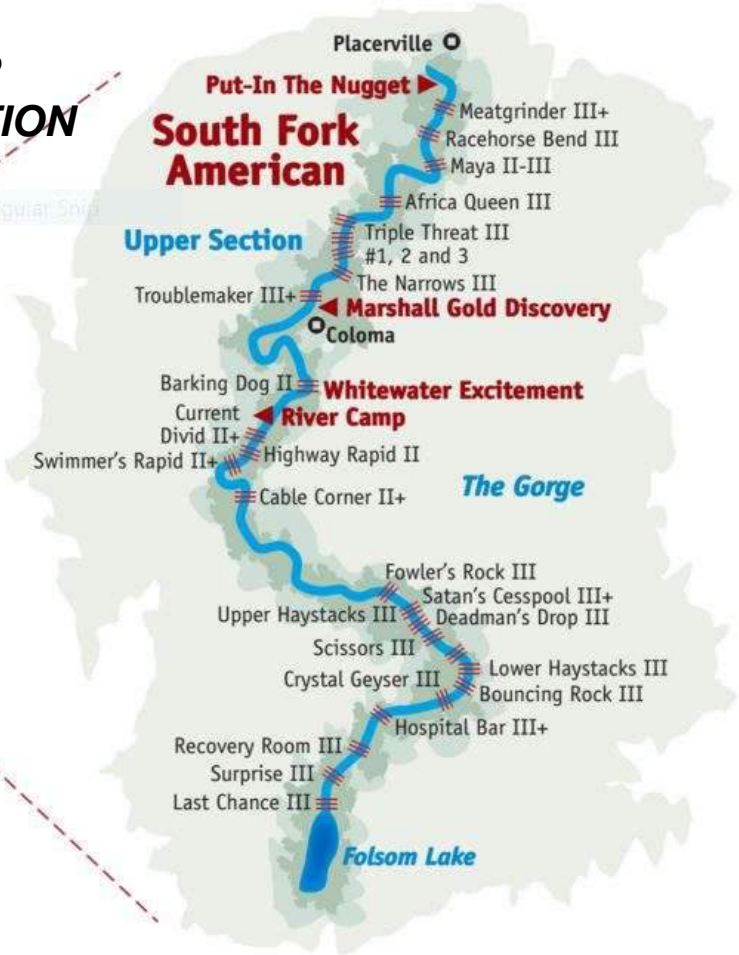 TION
Placerville
Put-In The Nugget
South Fork
American
Meatgrinder III+
Racehorse Bend III
Maya II-III
Africa Queen III
Upper Section
Triple Threat III
#1, 2 and 3
The Narrows III
Troublemaker III+
Marshall Gold Discovery
Coloma
Barking Dog II
Whitewater Excitement
River Camp
Current
Divid II+
Highway Rapid II
Swimmer's Rapid II+
Cable Corner II+
The Gorge
Fowler's Rock III
Satan's Cesspool III+
Upper Haystacks III
Deadman's Drop III
Scissors III
Lower Haystacks III
Crystal Geyser III
Bouncing Rock III
Hospital Bar III+
Recovery Room III
Surprise III
Last Chance III
Folsom Lake